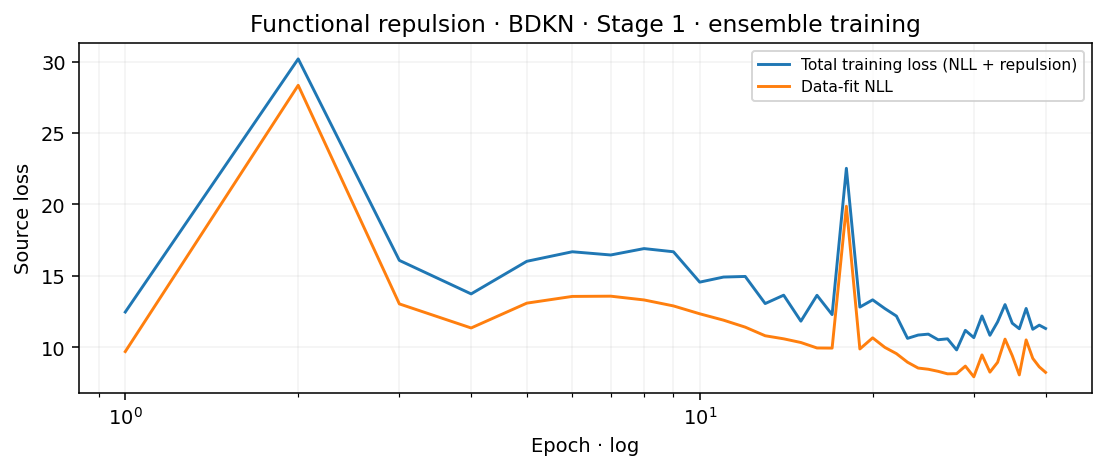 Functional repulsion · BDKN · Stage 1 · ensemble training
Total training loss (NLL + repulsion)
Data-fit NLL
Source loss
30
25
20
15
10
10⁰
10¹
Epoch · log